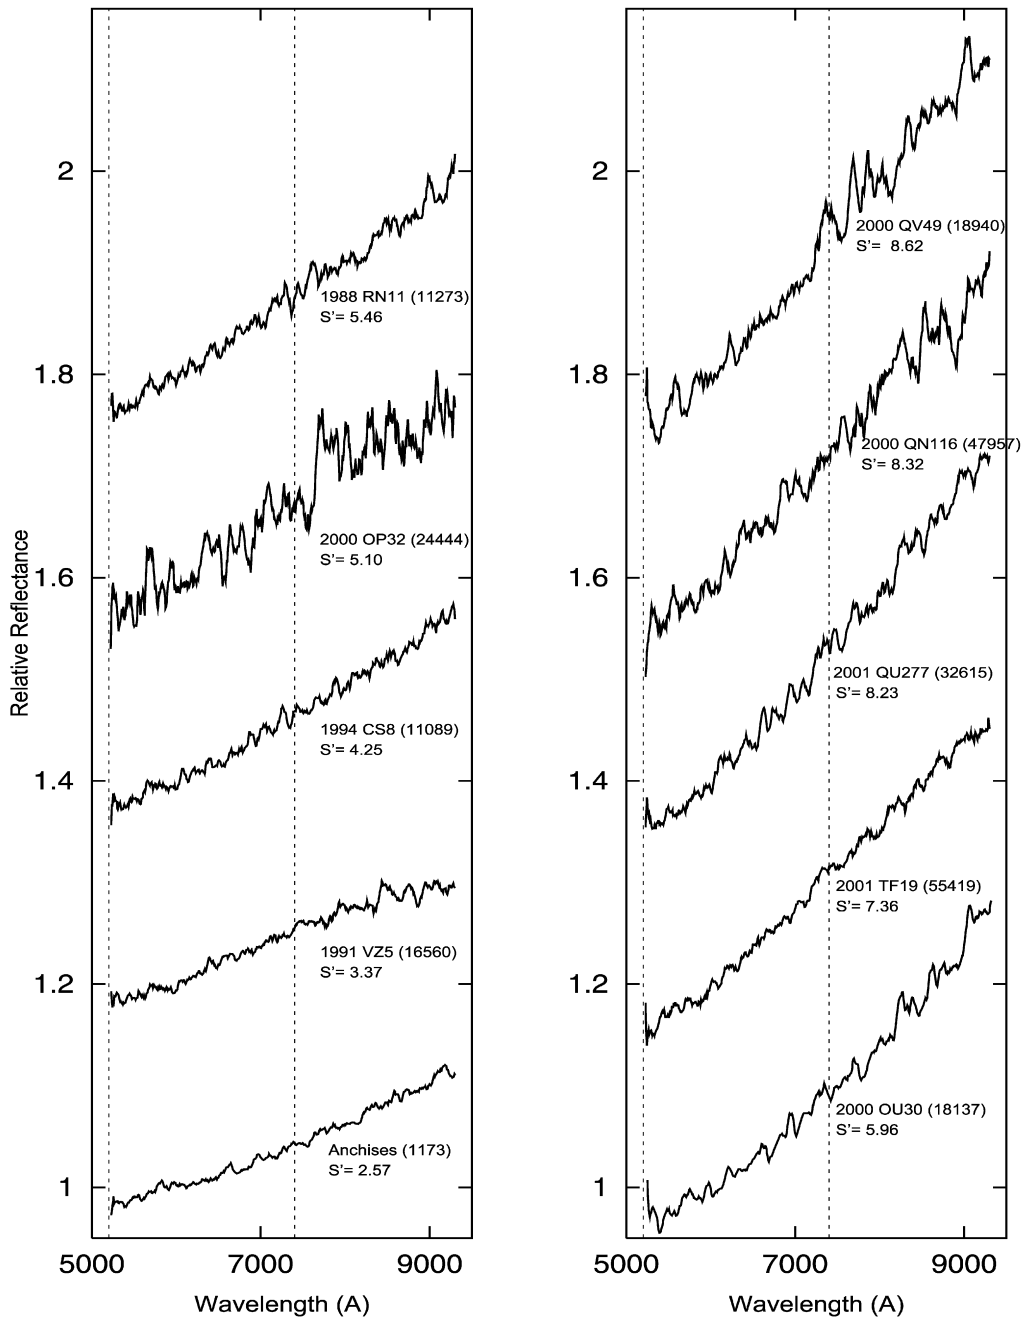 2
1.8
1.6
1.4
1.2
1
Relative Reflectance
1988 RN11 (11273)
S'= 5.46
2000 OP32 (24444)
S'= 5.10
1994 CS8 (11089)
S'= 4.25
1991 VZ5 (16560)
S'= 3.37
Anchises (1173)
S'= 2.57
5000 7000 9000
Wavelength (A)
2
1.8
1.6
1.4
1.2
1
2000 QV49 (18940)
S'= 8.62
2000 QN116 (47957)
S'= 8.32
2001 QU277 (32615)
S'= 8.23
2001 TF19 (55419)
S'= 7.36
2000 OU30 (18137)
S'= 5.96
5000 7000 9000
Wavelength (A)